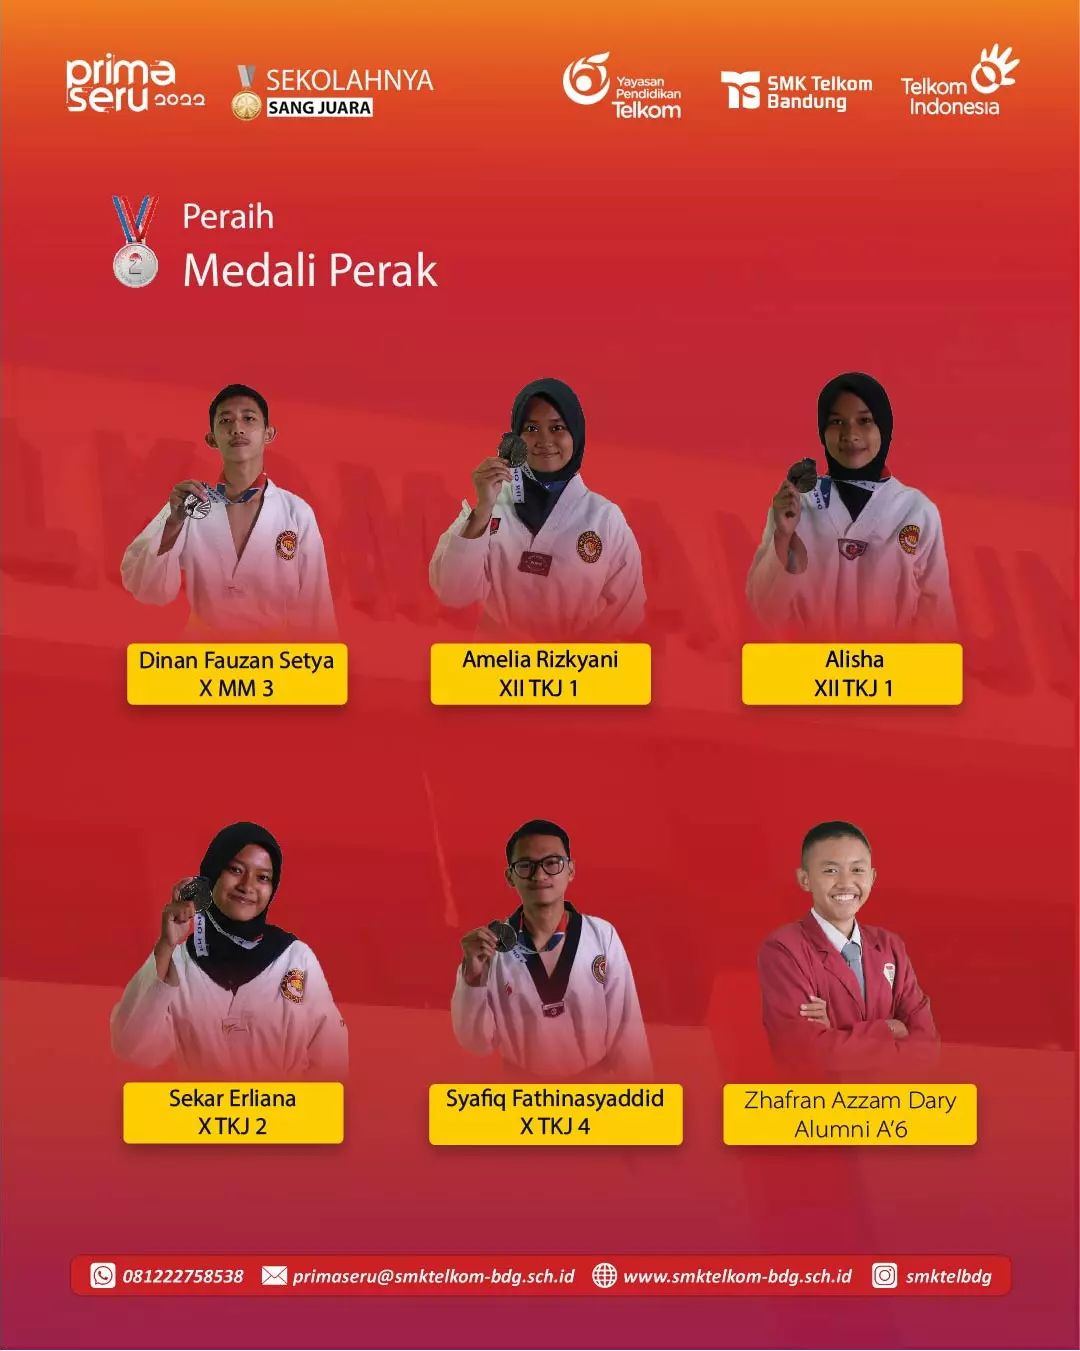 prima
seru 2022
SEKOLAHNYA
SANG JUARA
Yayasan
Pendidikan
Telkom
SMK Telkom
Bandung
Telkom
Indonesia
2
Peraih
Medali Perak
Dinan Fauzan Setya
X MM 3
Amelia Rizkyani
XII TKJ 1
Alisha
XII TKJ 1
Sekar Erliana
X TKJ 2
Syafiq Fathinasyaddid
X TKJ 4
Zhafran Azzam Dary
Alumni A'6
081222758538 primaseru@smktelkom-bdg.sch.id www.smktelkom-bdg.sch.id smktelbdg